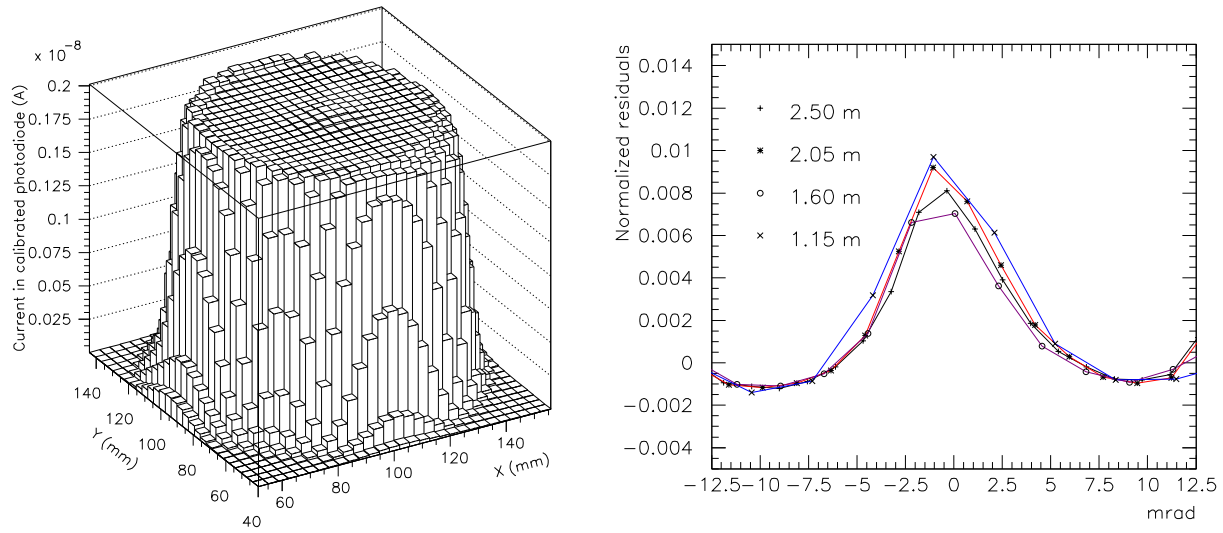 x 10⁻⁸
Current in calibrated photodiode (A)
0.2
0.175
0.15
0.125
0.1
0.075
0.05
0.025
140
120
100
80
60
40
Y (mm)
60
80
100
120
140
X (mm)
Normalized residuals
0.014
0.012
0.01
0.008
0.006
0.004
0.002
0
−0.002
−0.004
2.50 m
2.05 m
1.60 m
1.15 m
−12.5 −10 −7.5 −5 −2.5 0 2.5 5 7.5 10 12.5
mrad